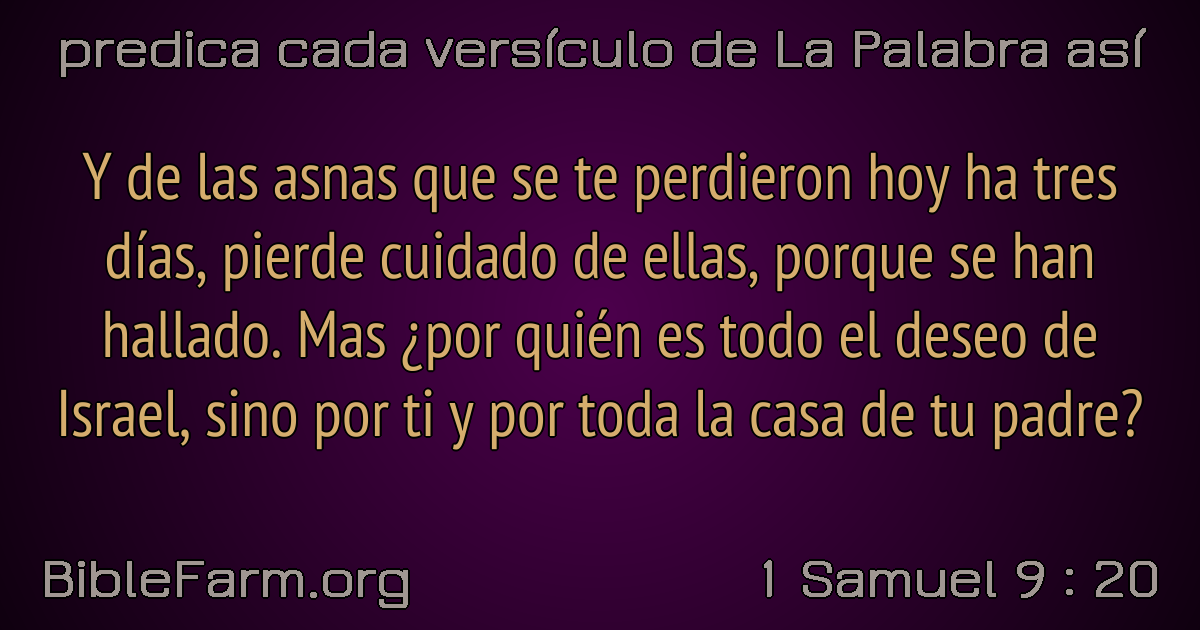 predica cada versículo de La Palabra así
Y de las asnas que se te perdieron hoy ha tres
días, pierde cuidado de ellas, porque se han
hallado. Mas ¿por quién es todo el deseo de
Israel, sino por ti y por toda la casa de tu padre?
BibleFarm.org
1 Samuel 9 : 20